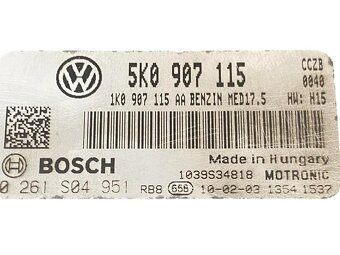 5K0 907 115
CCZB
0040
1K0 907 115 AA BENZIN MED17.5
HW: H15
BOSCH
Made in Hungary
1039S34818 MOTRONIC
0 261 S04 951
RB8 658 10-02-03 1354 1537